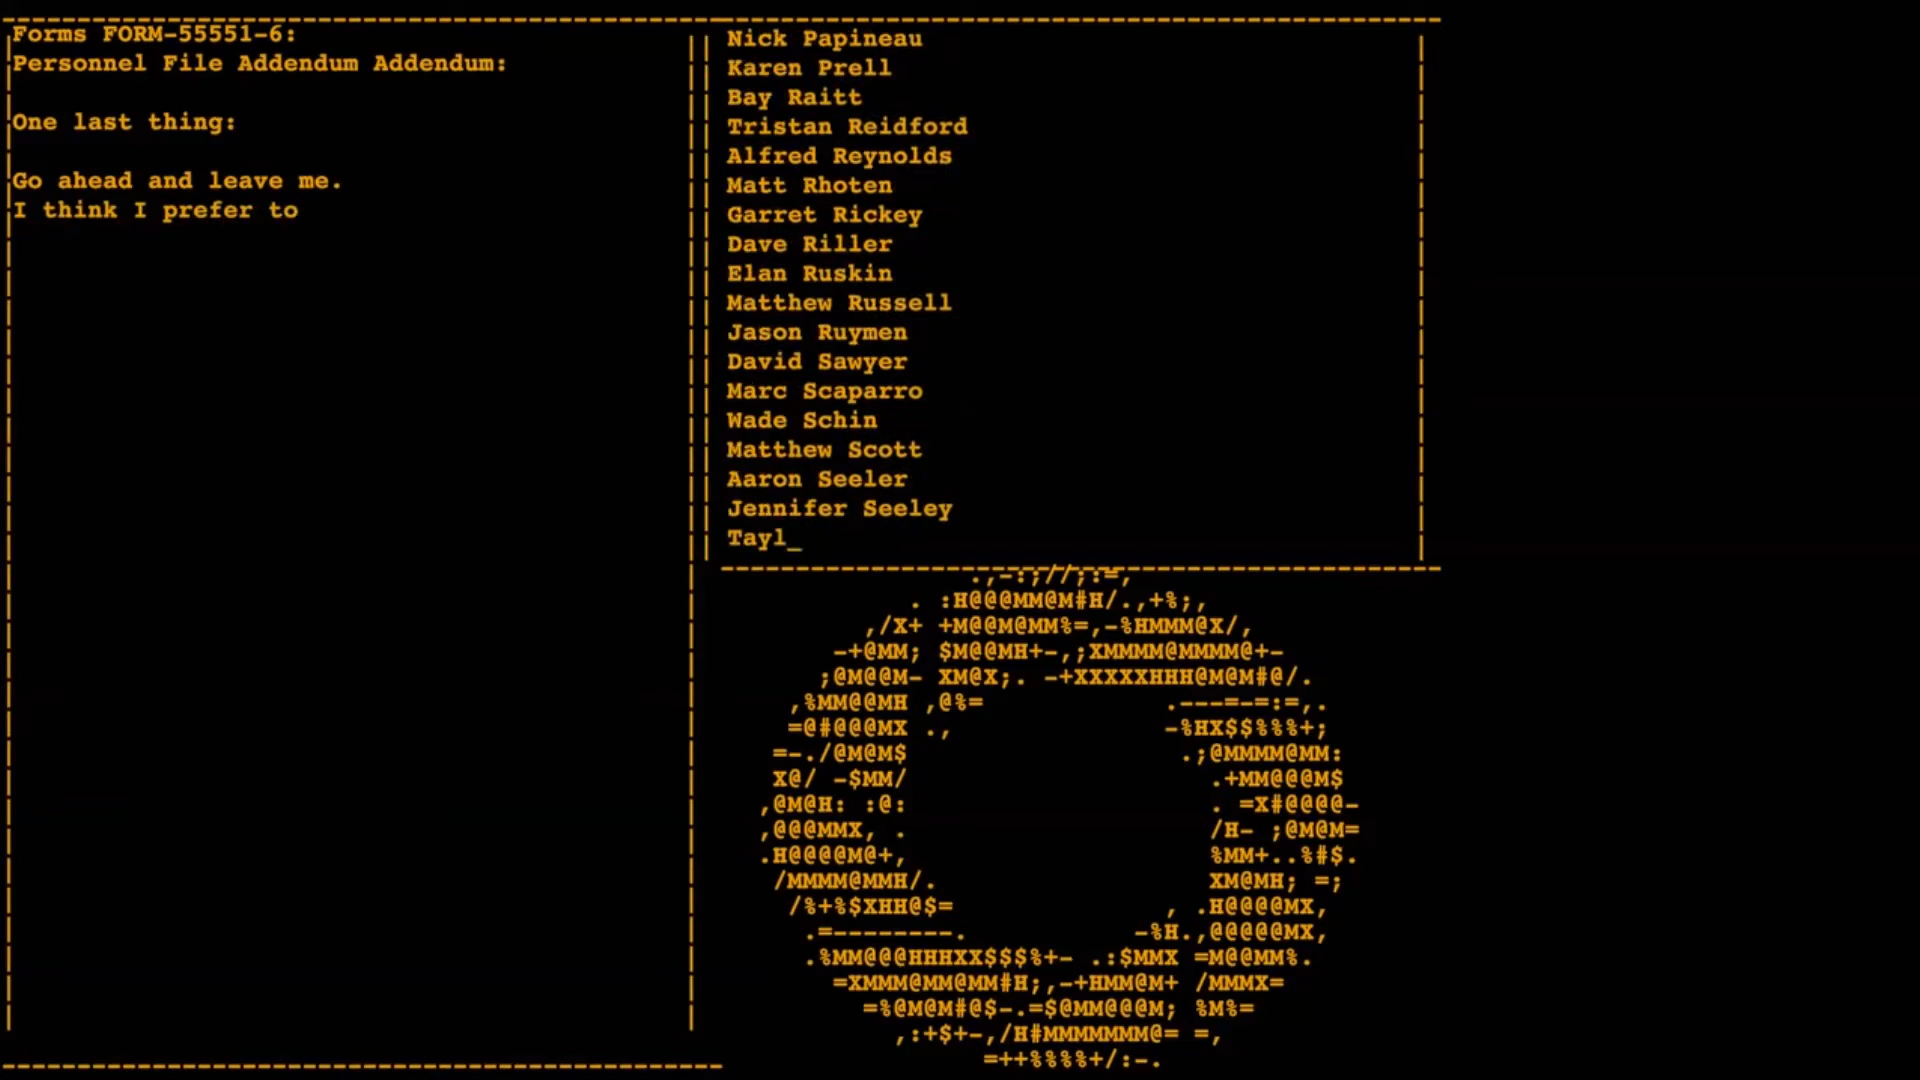 Forms FORM-55551-6:
Personnel File Addendum Addendum:
One last thing:
Go ahead and leave me.
I think I prefer to
Nick Papineau
Karen Prell
Bay Raitt
Tristan Reidford
Alfred Reynolds
Matt Rhoten
Garret Rickey
Dave Riller
Elan Ruskin
Matthew Russell
Jason Ruymen
David Sawyer
Marc Scaparro
Wade Schin
Matthew Scott
Aaron Seeler
Jennifer Seeley
Tayl_